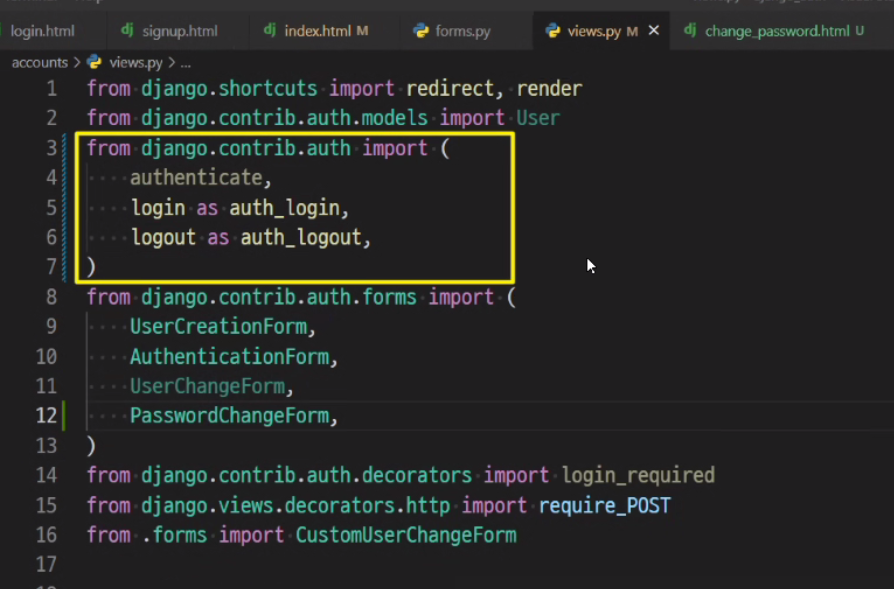 login.html signup.html index.html M forms.py views.py M change_password.html U
accounts > views.py > ...
1 from django.shortcuts import redirect, render
2 from django.contrib.auth.models import User
3 from django.contrib.auth import (
4 authenticate,
5 login as auth_login,
6 logout as auth_logout,
7 )
8 from django.contrib.auth.forms import (
9 UserCreationForm,
10 AuthenticationForm,
11 UserChangeForm,
12 PasswordChangeForm,
13 )
14 from django.contrib.auth.decorators import login_required
15 from django.views.decorators.http import require_POST
16 from .forms import CustomUserChangeForm
17